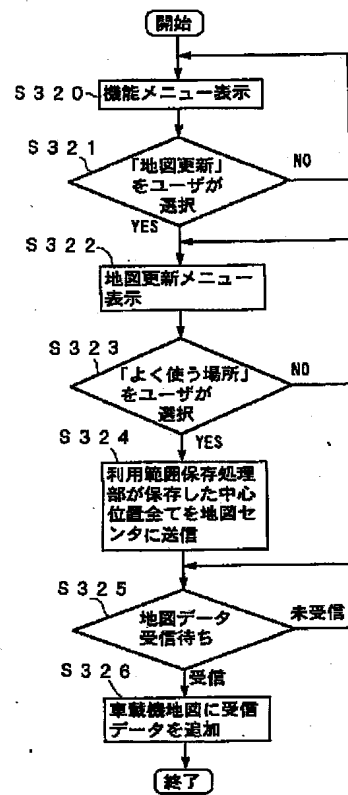 開始
S320
機能メニュー表示
S321
「地図更新」
をユーザが
選択
NO
YES
S322
地図更新メニュー
表示
S323
「よく使う場所」
をユーザが
選択
NO
YES
S324
利用範囲保存処理
部が保存した中心
位置全てを地図セ
ンタに送信
S325
地図データ
受信待ち
未受信
受信
S326
車載機地図に受信
データを追加
終了